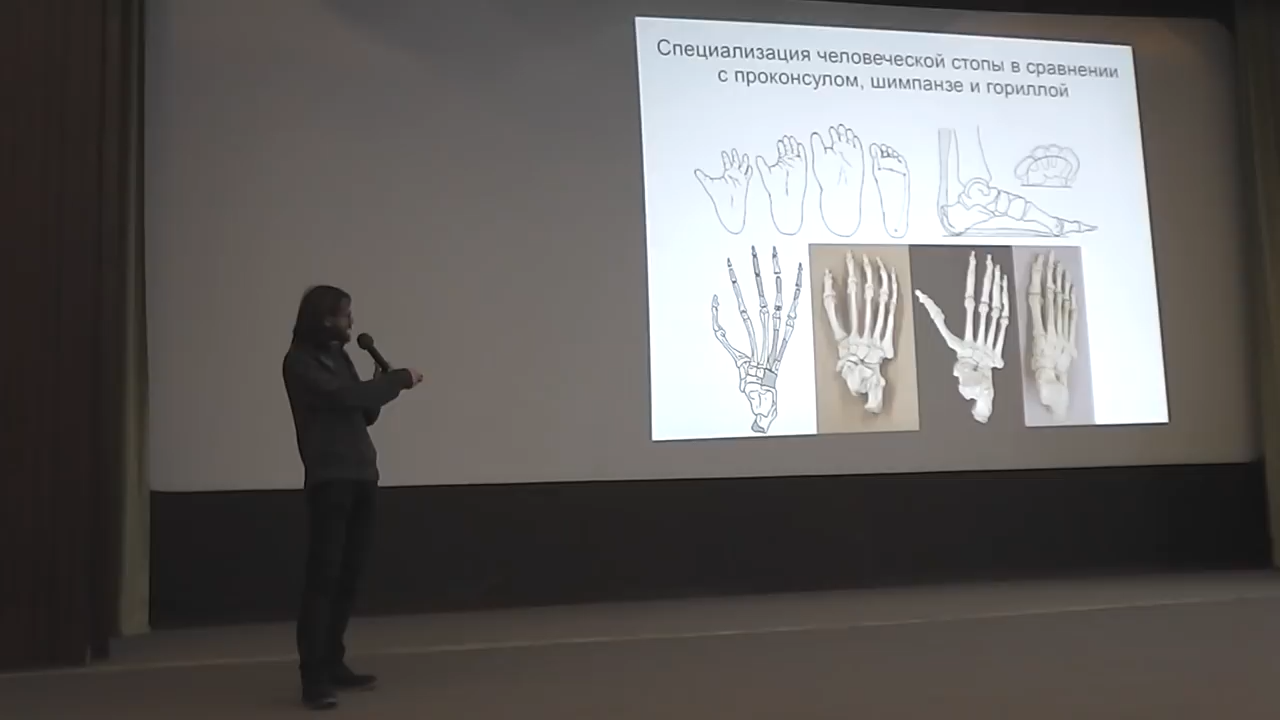 Специализация человеческой стопы в сравнении
с проконсулом, шимпанзе и гориллой